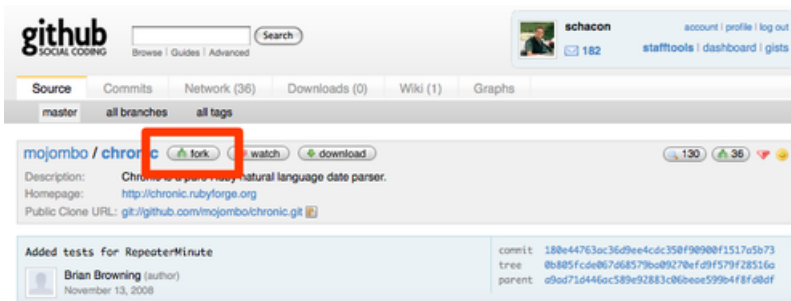 github
SOCIAL CODING
Search
Browse | Guides | Advanced
schacon
account | profile | log out
182
stafftools | dashboard | gists
Source Commits Network (36) Downloads (0) Wiki (1) Graphs
master all branches all tags
mojombo / chronic fork watch download 130 36
Description: Chronic is a pure Ruby natural language date parser.
Homepage: http://chronic.rubyforge.org
Public Clone URL: git://github.com/mojombo/chronic.git
Added tests for RepeaterMinute
Brian Browning (author)
November 13, 2008
commit 180e44763ac36d9ee4cdc350f90900f1517a5b73
tree 0b805fcde067d68579ba09270efd9f579f28516a
parent a9ad71d446ac589e92883c06beae599b4f8fd0df